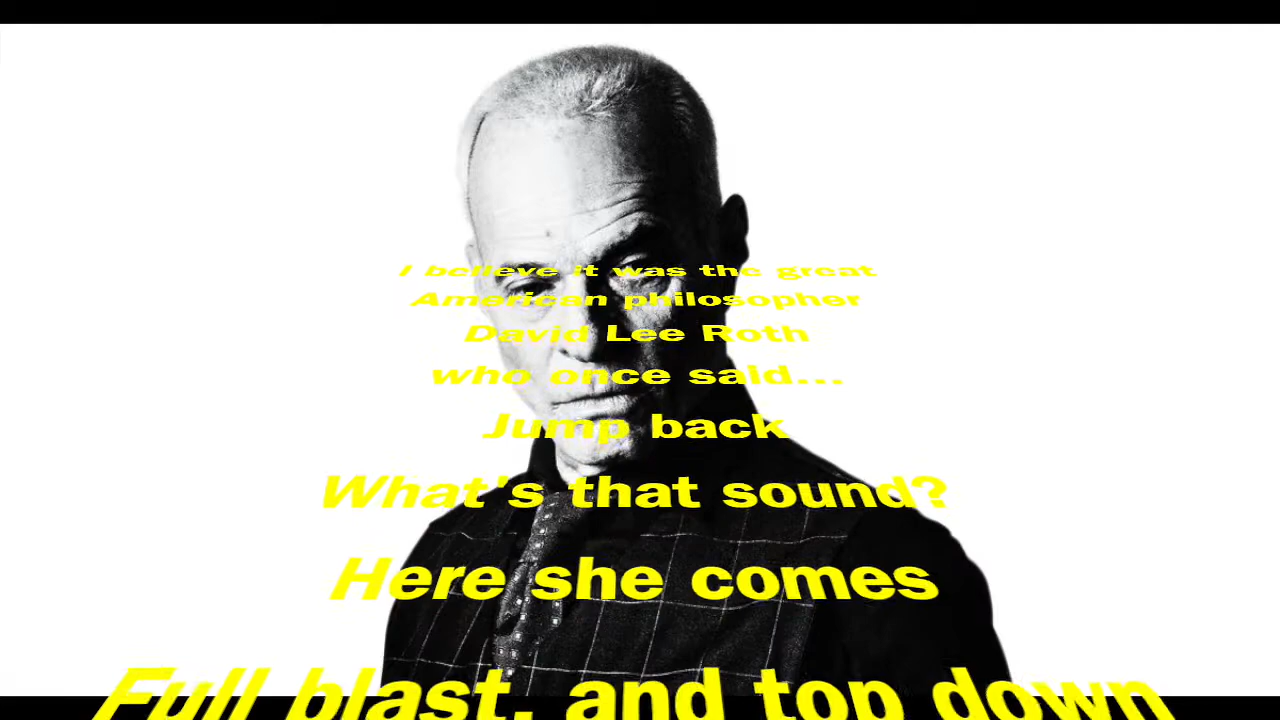 I believe it was the great
American philosopher
David Lee Roth
who once said...
Jump back
What's that sound?
Here she comes
Full blast, and top down